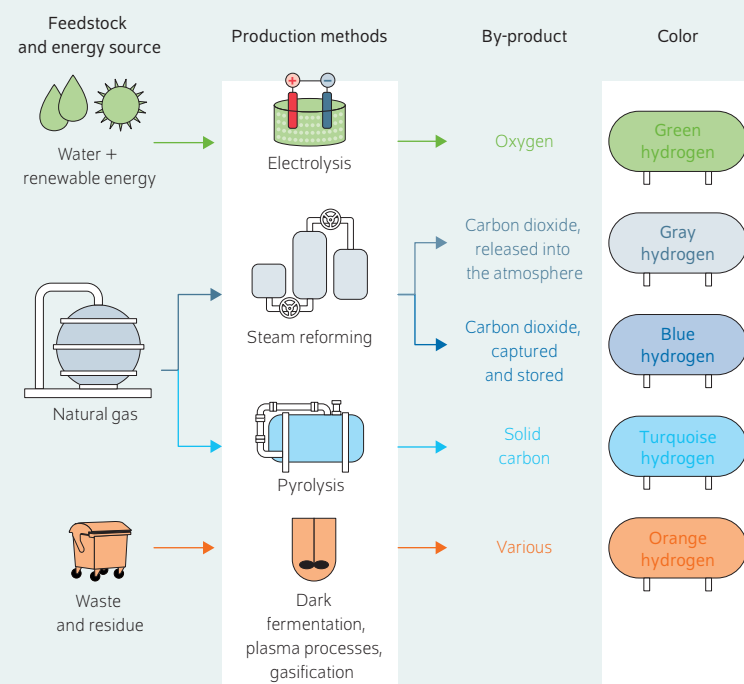 Feedstock
and energy source
Production methods
By-product
Color
+
−
Water +
renewable energy
Electrolysis
Oxygen
Green
hydrogen
Natural gas
Steam reforming
Carbon dioxide,
released into
the atmosphere
Gray
hydrogen
Carbon dioxide,
captured
and stored
Blue
hydrogen
Pyrolysis
Solid
carbon
Turquoise
hydrogen
Waste
and residue
Dark
fermentation,
plasma processes,
gasification
Various
Orange
hydrogen